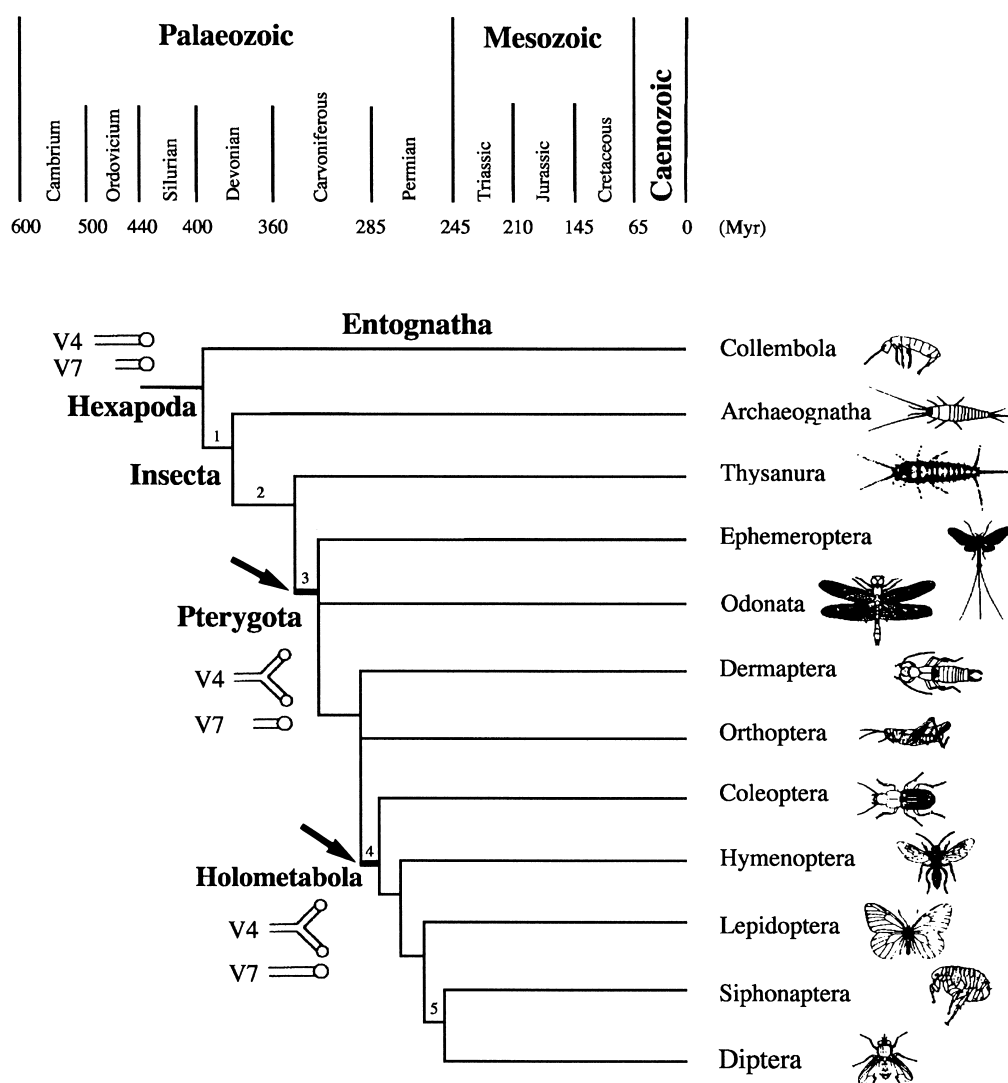 Palaeozoic
Mesozoic
Caenozoic
Cambrium
Ordovicium
Silurian
Devonian
Carvoniferous
Permian
Triassic
Jurassic
Cretaceous
600 500 440 400 360 285 245 210 145 65 0 (Myr)
Entognatha
V4
V7
Collembola
Hexapoda
Archaeognatha
1
Insecta
Thysanura
2
Ephemeroptera
3
Pterygota
Odonata
V4
V7
Dermaptera
Orthoptera
Coleoptera
4
Holometabola
Hymenoptera
V4
V7
Lepidoptera
Siphonaptera
5
Diptera